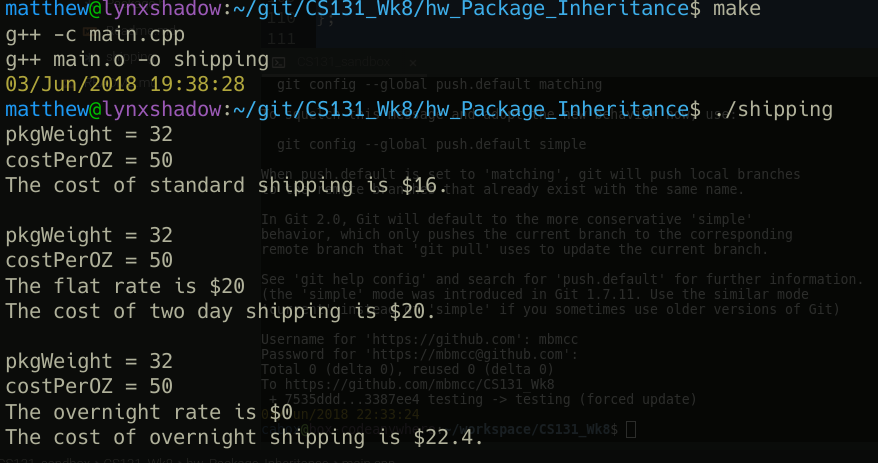 matthew@lynxshadow:~/git/CS131_Wk8/hw_Package_Inheritance$ make
g++ -c main.cpp
g++ main.o -o shipping
03/Jun/2018 19:38:28
matthew@lynxshadow:~/git/CS131_Wk8/hw_Package_Inheritance$ ./shipping
pkgWeight = 32
costPerOZ = 50
The cost of standard shipping is $16.
pkgWeight = 32
costPerOZ = 50
The flat rate is $20
The cost of two day shipping is $20.
pkgWeight = 32
costPerOZ = 50
The overnight rate is $0
The cost of overnight shipping is $22.4.
111
git config --global push.default matching
git config --global push.default simple
When push.default is set to 'matching', git will push local branches
that already exist with the same name.
In Git 2.0, Git will default to the more conservative 'simple'
behavior, which only pushes the current branch to the corresponding
remote branch that 'git pull' uses to update the current branch.
See 'git help config' and search for 'push.default' for further information.
(the 'simple' mode was introduced in Git 1.7.11. Use the similar mode
'simple' if you sometimes use older versions of Git)
Username for 'https://github.com': mbmcc
Password for 'https://mbmcc@github.com':
Total 0 (delta 0), reused 0 (delta 0)
To https://github.com/mbmcc/CS131_Wk8
+ 7535ddd...3387ee4 testing -> testing (forced update)
/Jun/2018 22:33:24
workspace/CS131_Wk8$